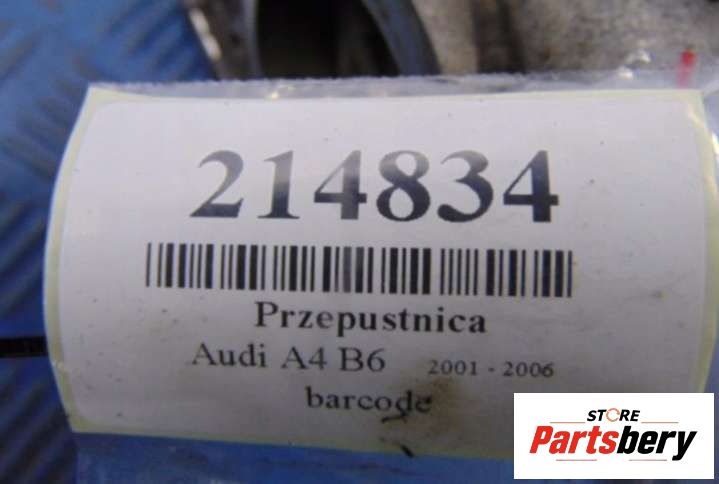 214834
Przepustnica
Audi A4 B6 2001 - 2006
barcode
STORE
Partsbery